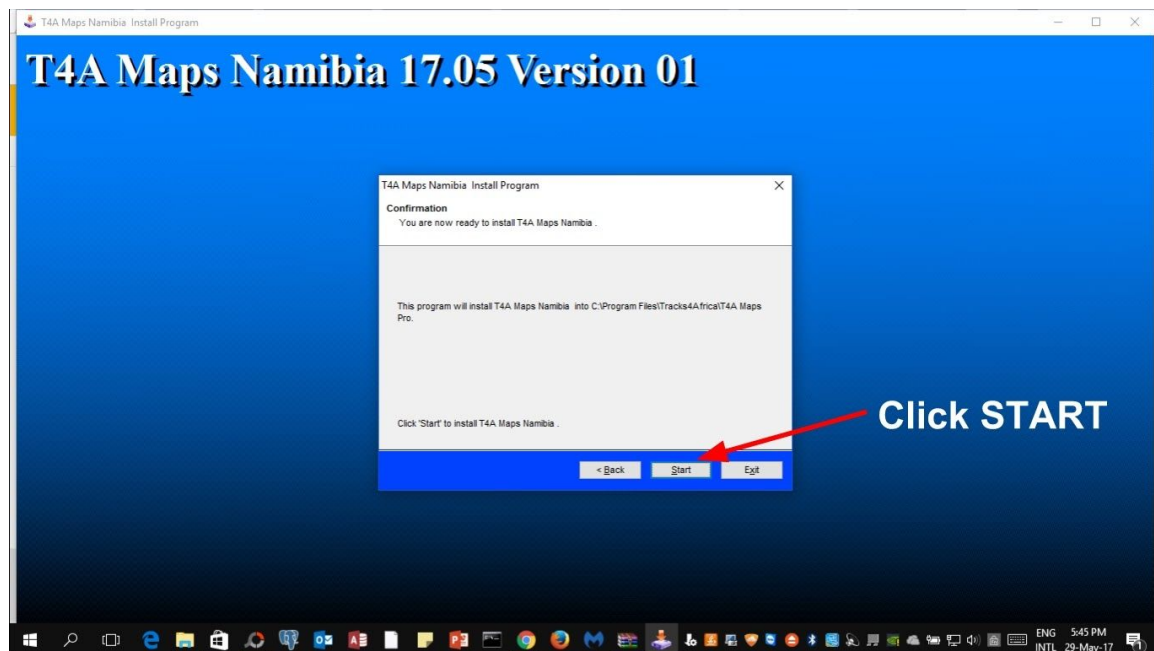 T4A Maps Namibia Install Program
T4A Maps Namibia 17.05 Version 01
T4A Maps Namibia Install Program
Confirmation
You are now ready to install T4A Maps Namibia .
This program will install T4A Maps Namibia into C:\Program Files\Tracks4Africa\T4A Maps
Pro.
Click 'Start' to install T4A Maps Namibia .
Click START
< Back
Start
Exit
ENG
5:45 PM
INTL
29-May-17